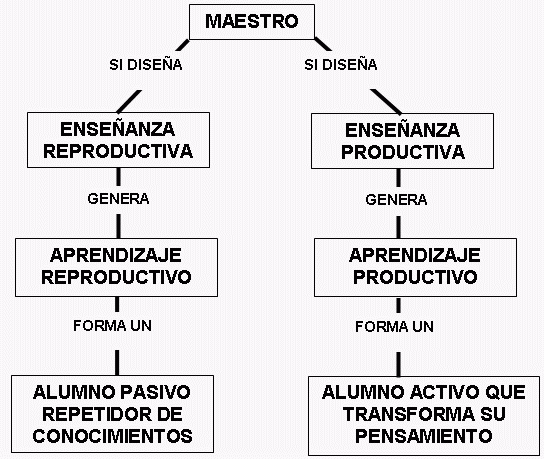 MAESTRO
SI DISEÑA
SI DISEÑA
ENSEÑANZA
REPRODUCTIVA
ENSEÑANZA
PRODUCTIVA
GENERA
GENERA
APRENDIZAJE
REPRODUCTIVO
APRENDIZAJE
PRODUCTIVO
FORMA UN
FORMA UN
ALUMNO PASIVO
REPETIDOR DE
CONOCIMIENTOS
ALUMNO ACTIVO QUE
TRANSFORMA SU
PENSAMIENTO